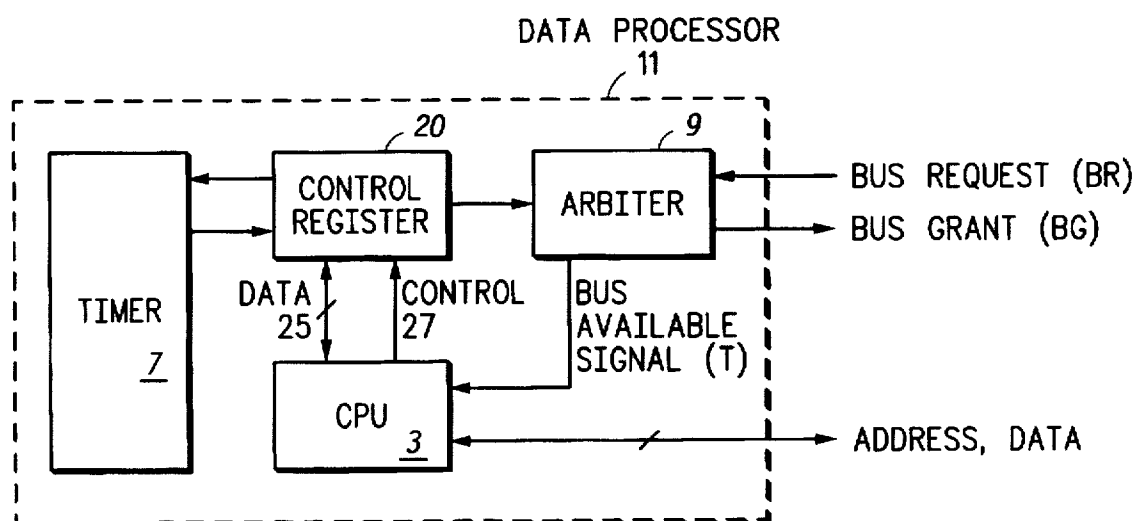 DATA PROCESSOR
11
20
9
CONTROL
REGISTER
ARBITER
BUS REQUEST (BR)
BUS GRANT (BG)
TIMER
7
DATA
25
CONTROL
27
BUS
AVAILABLE
SIGNAL (T)
CPU
3
ADDRESS, DATA